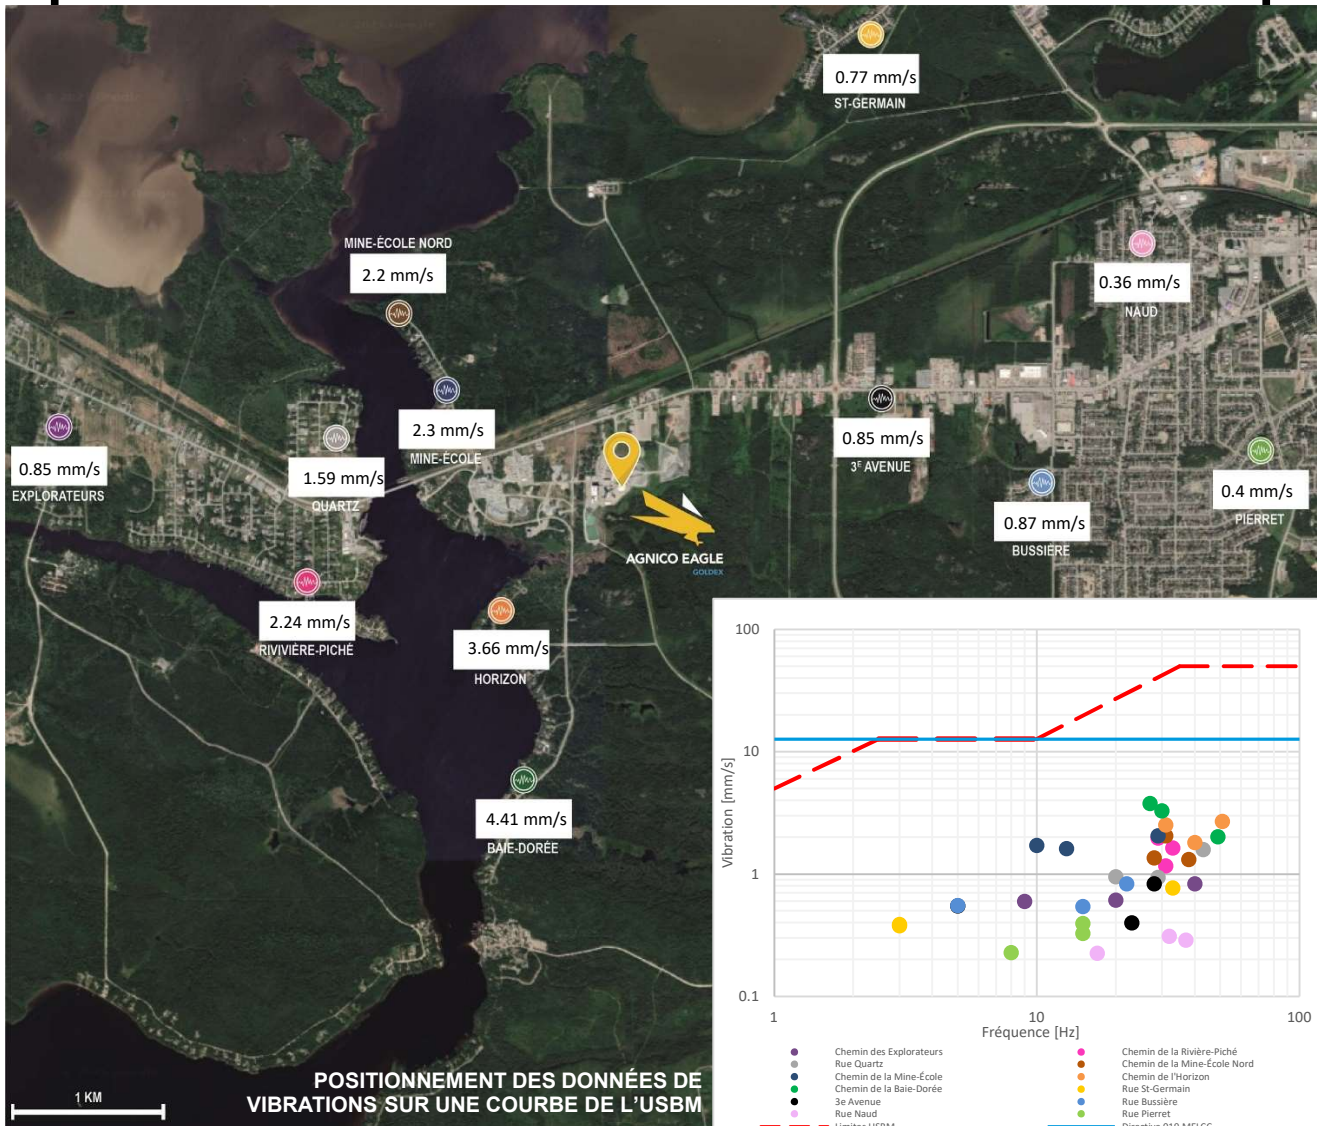 0.77 mm/s
ST-GERMAIN
MINE-ÉCOLE NORD
2.2 mm/s
0.36 mm/s
NAUD
2.3 mm/s
MINE-ÉCOLE
0.85 mm/s
EXPLORATEURS
1.59 mm/s
QUARTZ
0.85 mm/s
3E AVENUE
0.87 mm/s
BUSSIÈRE
0.4 mm/s
PIERRET
AGNICO EAGLE
GOLDEX
2.24 mm/s
RIVIVIÈRE-PICHÉ
3.66 mm/s
HORIZON
4.41 mm/s
BAIE-DORÉE
1 KM
POSITIONNEMENT DES DONNÉES DE
VIBRATIONS SUR UNE COURBE DE L'USBM
100
10
1
0.1
Vibration [mm/s]
1
10
100
Fréquence [Hz]
Chemin des Explorateurs
Chemin de la Rivière-Piché
Rue Quartz
Chemin de la Mine-École Nord
Chemin de la Mine-École
Chemin de l'Horizon
Chemin de la Baie-Dorée
Rue St-Germain
3e Avenue
Rue Bussière
Rue Naud
Rue Pierret
Limites USBM
Directive 019 MELCC